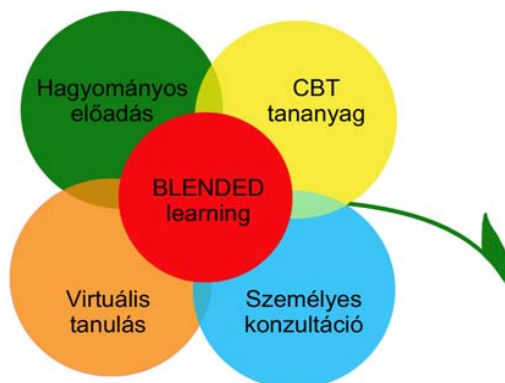 Hagyományos
előadás
CBT
tananyag
BLENDED
learning
Virtuális
tanulás
Személyes
konzultáció